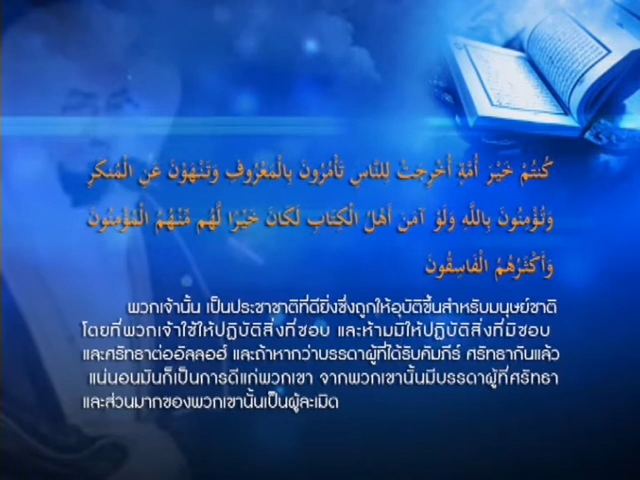 كُنتُمْ خَيْرَ أُمَّةٍ أُخْرِجَتْ لِلنَّاسِ تَأْمُرُونَ بِالْمَعْرُوفِ وَتَنْهَوْنَ عَنِ الْمُنكَرِ
وَتُؤْمِنُونَ بِاللَّهِ وَلَوْ آمَنَ أَهْلُ الْكِتَابِ لَكَانَ خَيْرًا لَّهُم مِّنْهُمُ الْمُؤْمِنُونَ
وَأَكْثَرُهُمُ الْفَاسِقُونَ
พวกเจ้านั้น เป็นประชาชาติที่ดียิ่งซึ่งถูกให้อุบัติขึ้นสำหรับมนุษย์ชาติ
โดยที่พวกเจ้าใช้ให้ปฏิบัติสิ่งที่ชอบ และห้ามมิให้ปฏิบัติสิ่งที่มิชอบ
และศรัทธาต่ออัลลอฮ์ และถ้าหากว่าบรรดาผู้ที่ได้รับคัมภีร์ ศรัทธากันแล้ว
แน่นอนมันก็เป็นการดีแก่พวกเขา จากพวกเขานั้นมีบรรดาผู้ที่ศรัทธา
และส่วนมากของพวกเขานั้นเป็นผู้ละเมิด